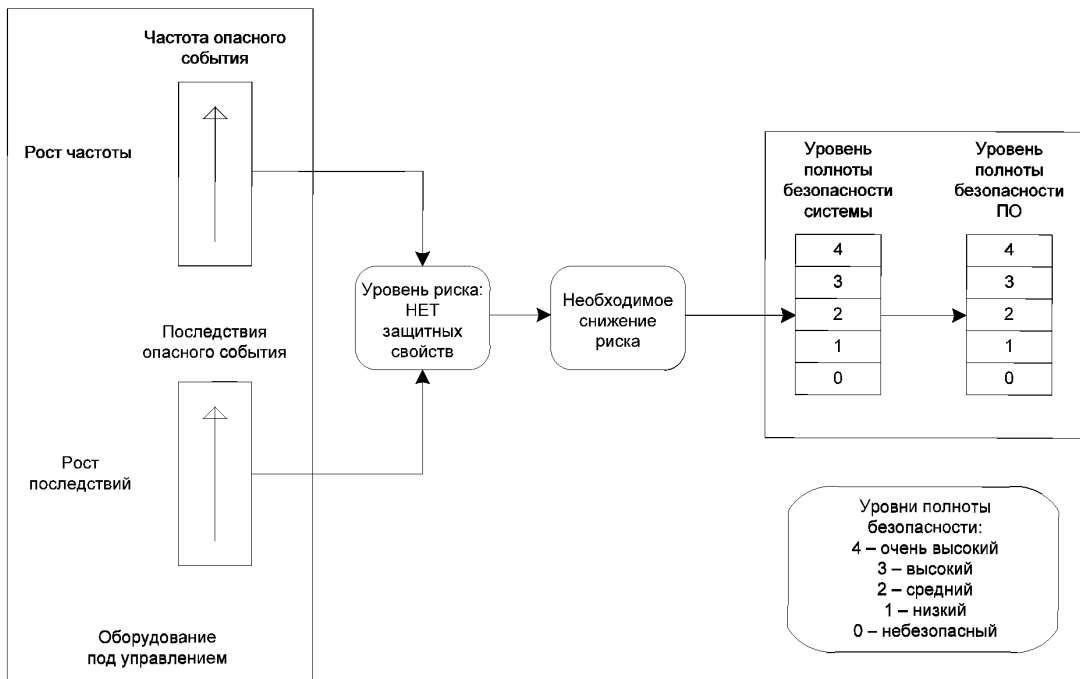 Частота опасного
события
Рост частоты
Последствия
опасного события
Рост
последствий
Оборудование
под управлением
Уровень риска:
НЕТ
защитных
свойств
Необходимое
снижение
риска
Уровень
полноты
безопасности
системы
4
3
2
1
0
Уровень
полноты
безопасности
ПО
4
3
2
1
0
Уровни полноты
безопасности:
4 – очень высокий
3 – высокий
2 – средний
1 – низкий
0 – небезопасный